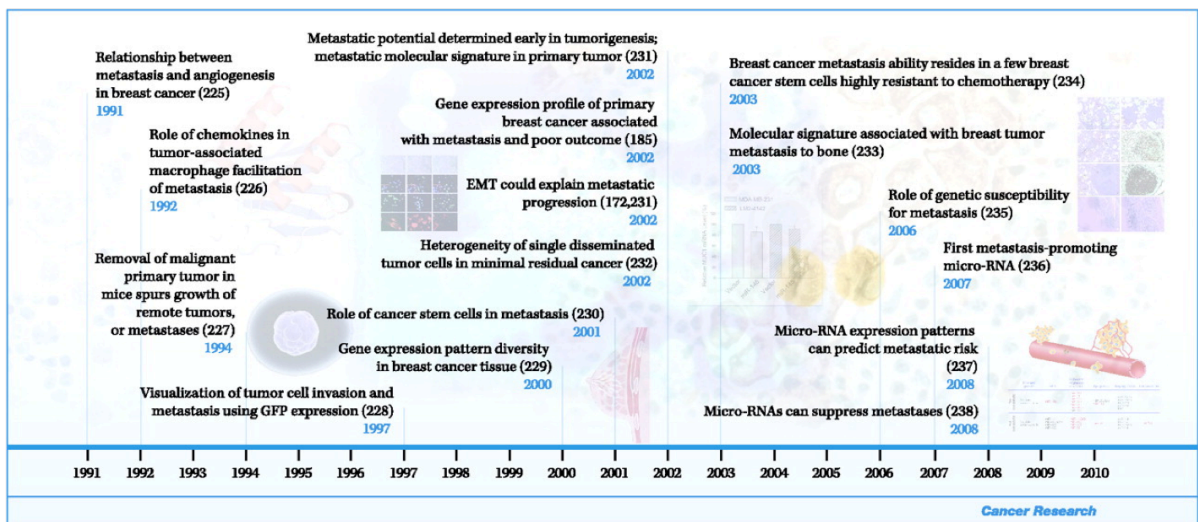 Relationship between
metastasis and angiogenesis
in breast cancer (225)
1991
Role of chemokines in
tumor-associated
macrophage facilitation
of metastasis (226)
1992
Removal of malignant
primary tumor in
mice spurs growth of
remote tumors,
or metastases (227)
1994
Visualization of tumor cell invasion and
metastasis using GFP expression (228)
1997
Metastatic potential determined early in tumorigenesis;
metastatic molecular signature in primary tumor (231)
2002
Gene expression profile of primary
breast cancer associated
with metastasis and poor outcome (185)
2002
EMT could explain metastatic
progression (172,231)
2002
Heterogeneity of single disseminated
tumor cells in minimal residual cancer (232)
2002
Role of cancer stem cells in metastasis (230)
2001
Gene expression pattern diversity
in breast cancer tissue (229)
2000
Breast cancer metastasis ability resides in a few breast
cancer stem cells highly resistant to chemotherapy (234)
2003
Molecular signature associated with breast tumor
metastasis to bone (233)
2003
Role of genetic susceptibility
for metastasis (235)
2006
First metastasis-promoting
micro-RNA (236)
2007
Micro-RNA expression patterns
can predict metastatic risk
(237)
2008
Micro-RNAs can suppress metastases (238)
2008
1991 1992 1993 1994 1995 1996 1997 1998 1999 2000 2001 2002 2003 2004 2005 2006 2007 2008 2009 2010
Cancer Research